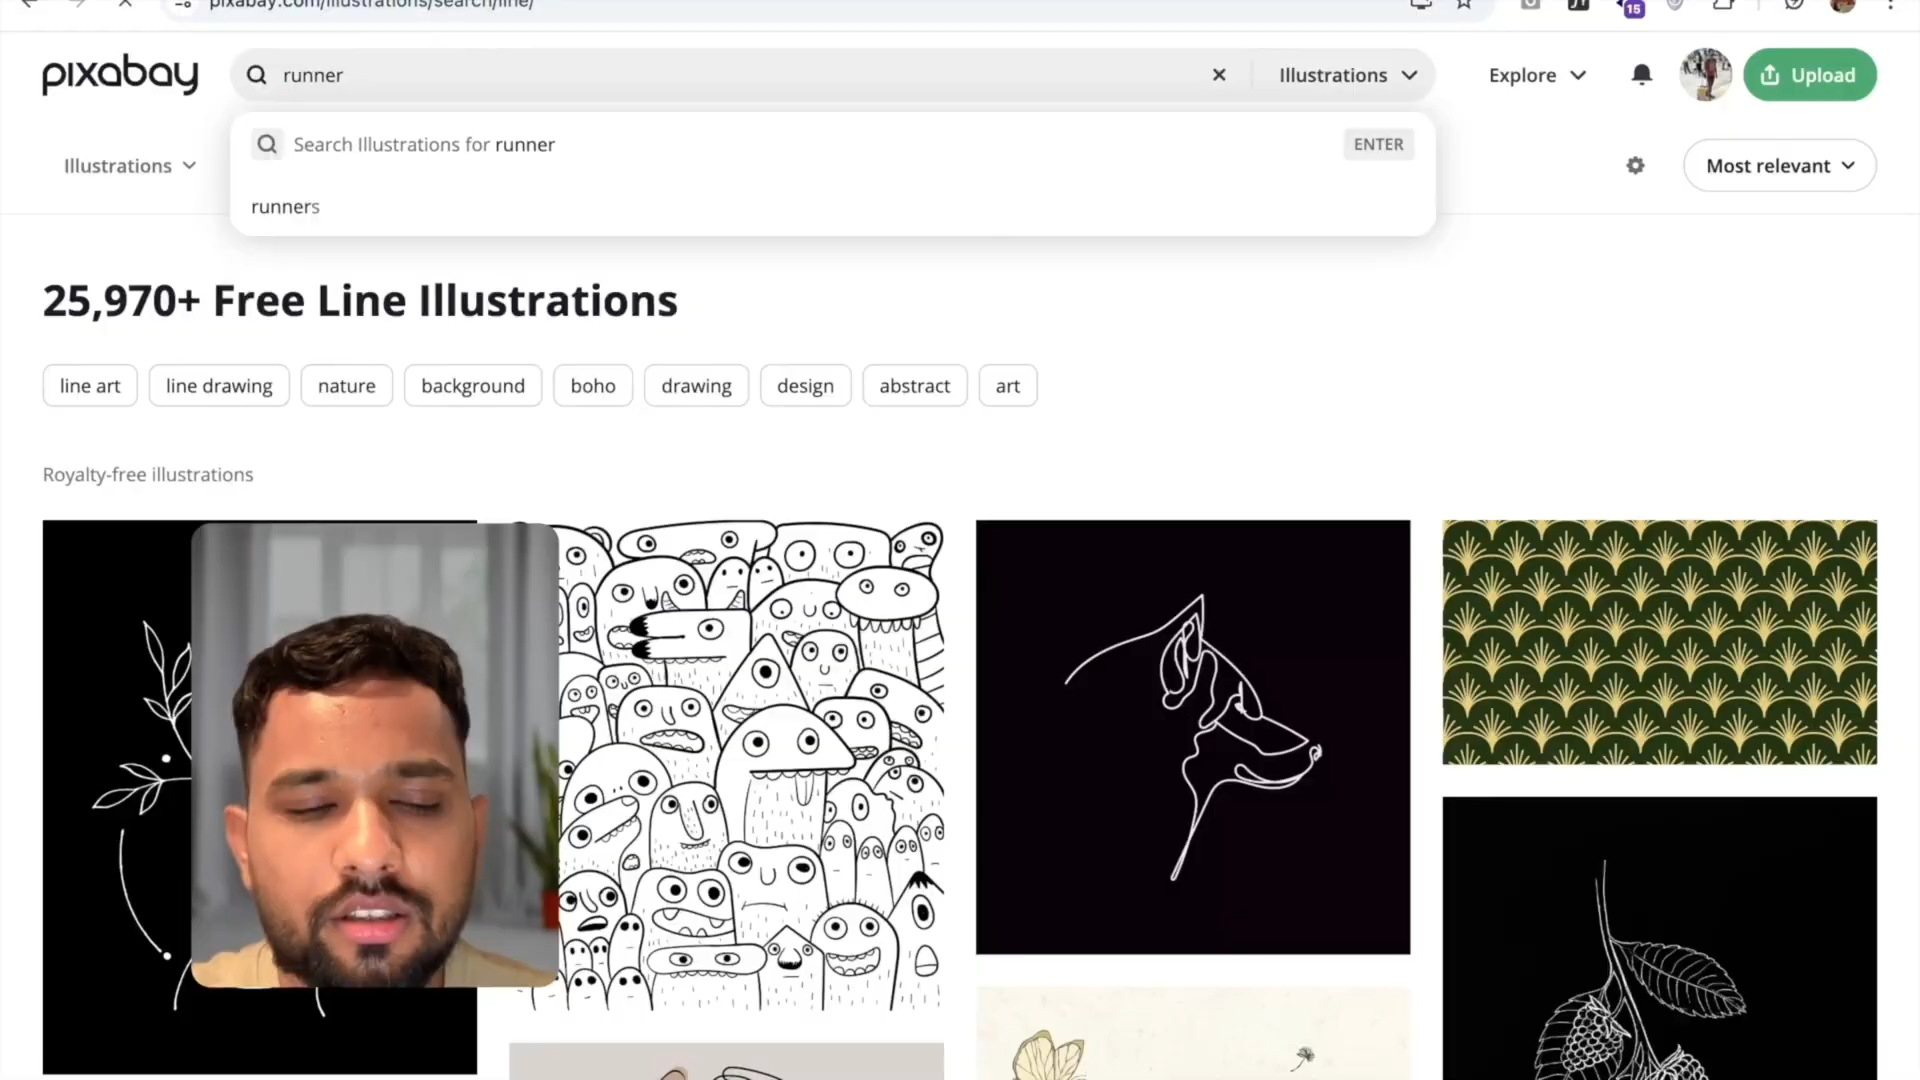 pixabay.com/illustrations/search/line/
15
pixabay
runner
Illustrations
Explore
Upload
Search Illustrations for runner
ENTER
Illustrations
Most relevant
runners
25,970+ Free Line Illustrations
line art
line drawing
nature
background
boho
drawing
design
abstract
art
Royalty-free illustrations